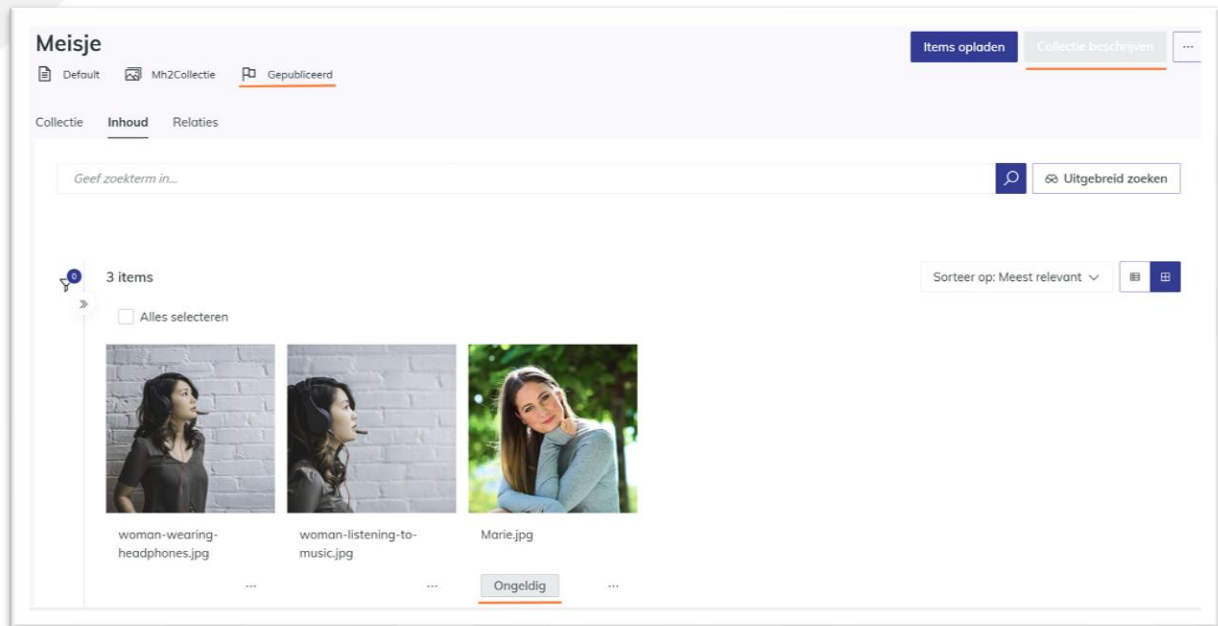 Meisje
Items opladen
Collectie beschrijven
...
Default
Mh2Collectie
Gepubliceerd
Collectie
Inhoud
Relaties
Geef zoekterm in...
Uitgebreid zoeken
0
3 items
Sorteer op: Meest relevant
Alles selecteren
woman-wearing-
headphones.jpg
woman-listening-to-
music.jpg
Marie.jpg
...
...
Ongeldig
...